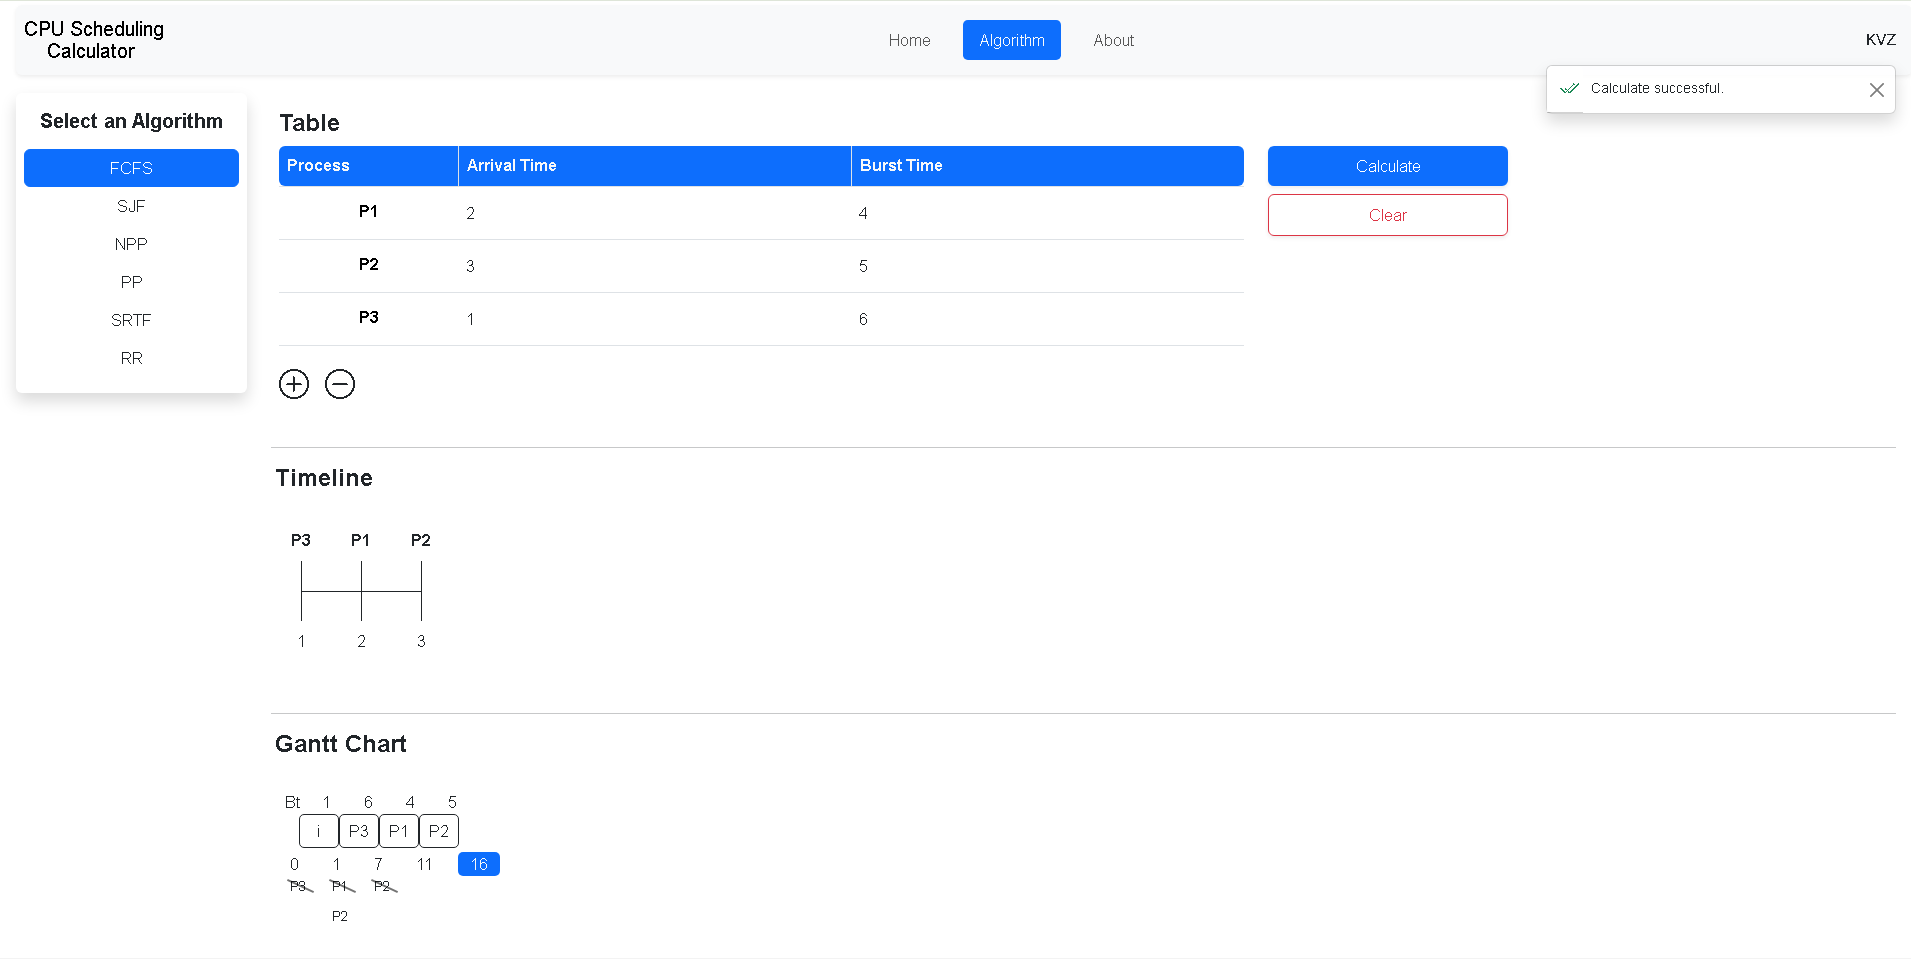 CPU Scheduling
Calculator
Home Algorithm About
KVZ
Calculate successful.
Select an Algorithm
FCFS
SJF
NPP
PP
SRTF
RR
Table
Process Arrival Time Burst Time
P1 2 4
P2 3 5
P3 1 6
Calculate
Clear
Timeline
P3 P1 P2
1 2 3
Gantt Chart
Bt 1 6 4 5
i P3 P1 P2
0 1 7 11 16
P3 P1 P2
P2